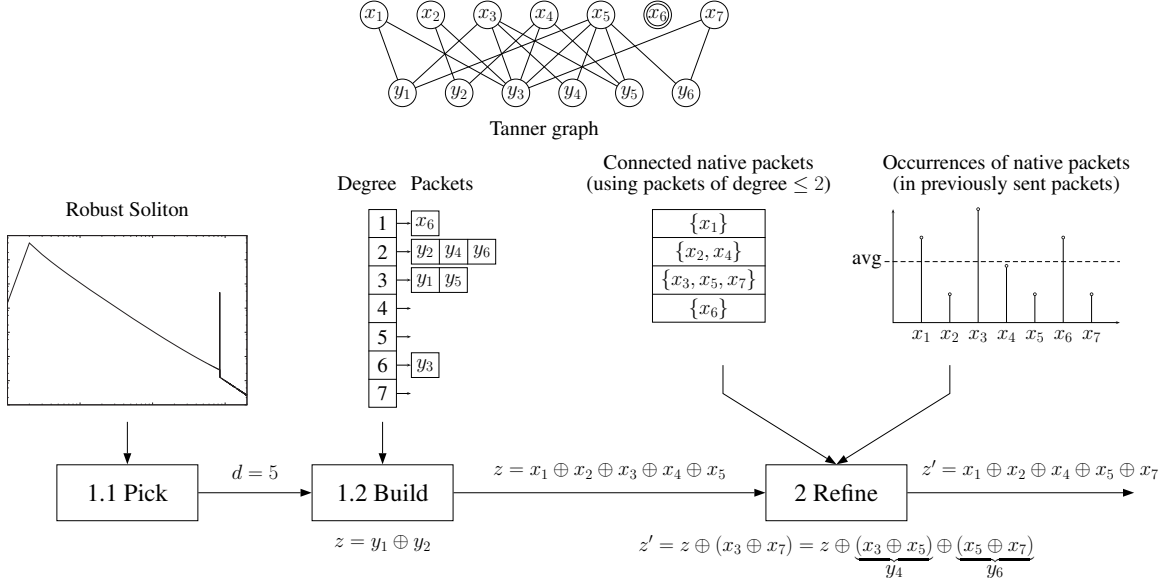 x₁ x₂ x₃ x₄ x₅ x₆ x₇
y₁ y₂ y₃ y₄ y₅ y₆
Tanner graph
Robust Soliton
Degree Packets
1 x₆
2 y₂ y₄ y₆
3 y₁ y₅
4
5
6 y₃
7
Connected native packets
(using packets of degree ≤ 2)
{x₁}
{x₂, x₄}
{x₃, x₅, x₇}
{x₆}
Occurrences of native packets
(in previously sent packets)
avg
x₁ x₂ x₃ x₄ x₅ x₆ x₇
1.1 Pick
d = 5
1.2 Build
z = y₁ ⊕ y₂
z = x₁ ⊕ x₂ ⊕ x₃ ⊕ x₄ ⊕ x₅
2 Refine
z′ = x₁ ⊕ x₂ ⊕ x₄ ⊕ x₅ ⊕ x₇
z′ = z ⊕ (x₃ ⊕ x₇) = z ⊕ (x₃ ⊕ x₅) ⊕ (x₅ ⊕ x₇)
y₄ y₆